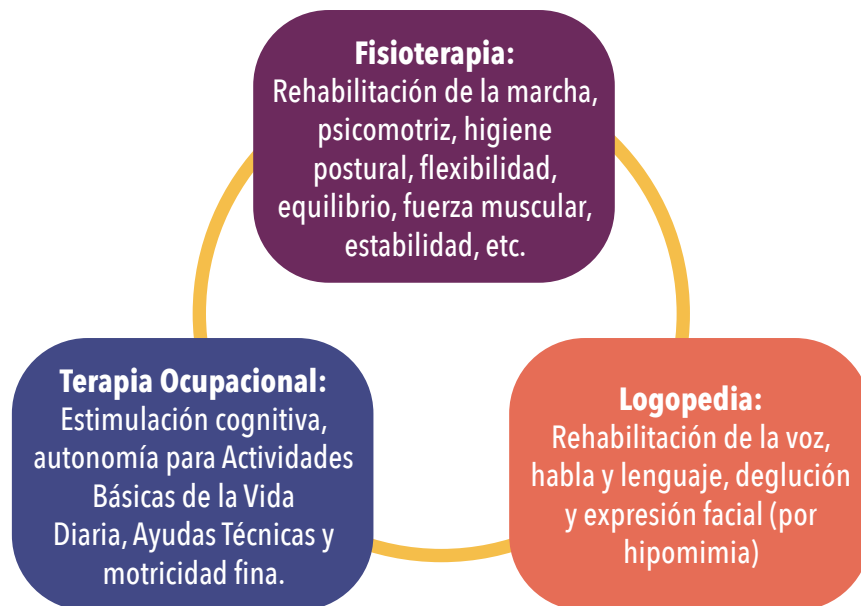 Fisioterapia:
Rehabilitación de la marcha,
psicomotriz, higiene
postural, flexibilidad,
equilibrio, fuerza muscular,
estabilidad, etc.
Terapia Ocupacional:
Estimulación cognitiva,
autonomía para Actividades
Básicas de la Vida
Diaria, Ayudas Técnicas y
motricidad fina.
Logopedia:
Rehabilitación de la voz,
habla y lenguaje, deglución
y expresión facial (por
hipomimia)